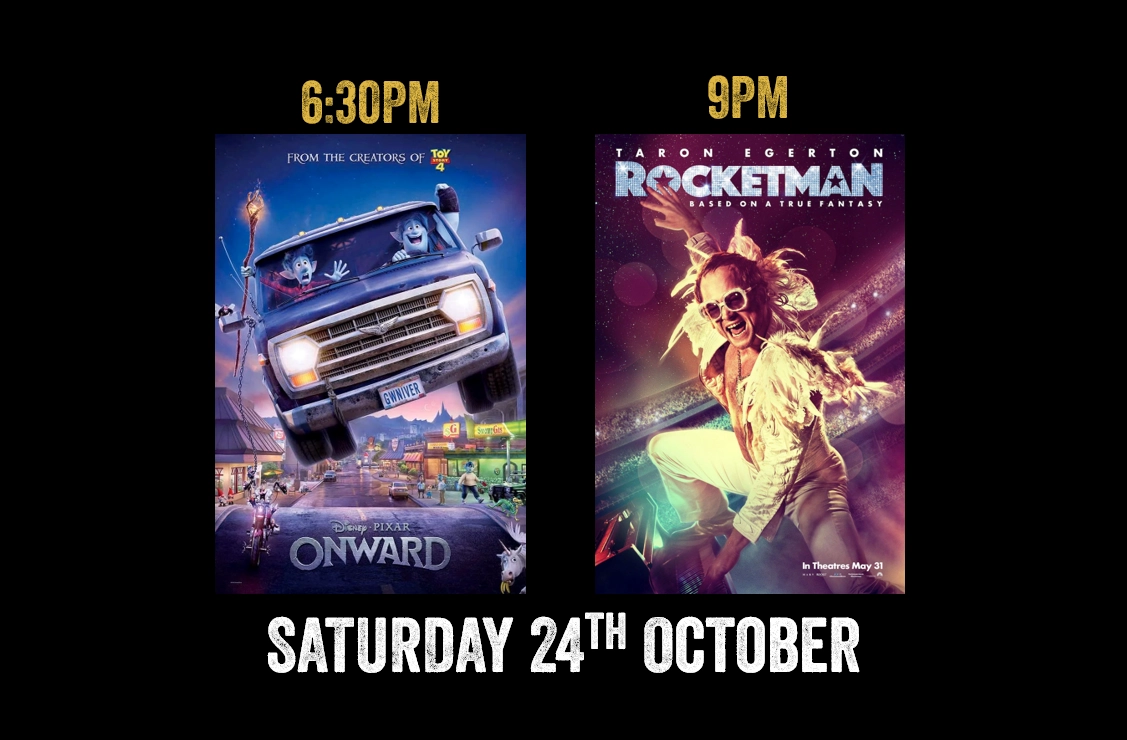 6:30PM
9PM
FROM THE CREATORS OF TOY STORY 4
GWNIVER
DISNEY · PIXAR
ONWARD
TARON EGERTON
ROCKETMAN
BASED ON A TRUE FANTASY
In Theatres May 31
SATURDAY 24TH OCTOBER